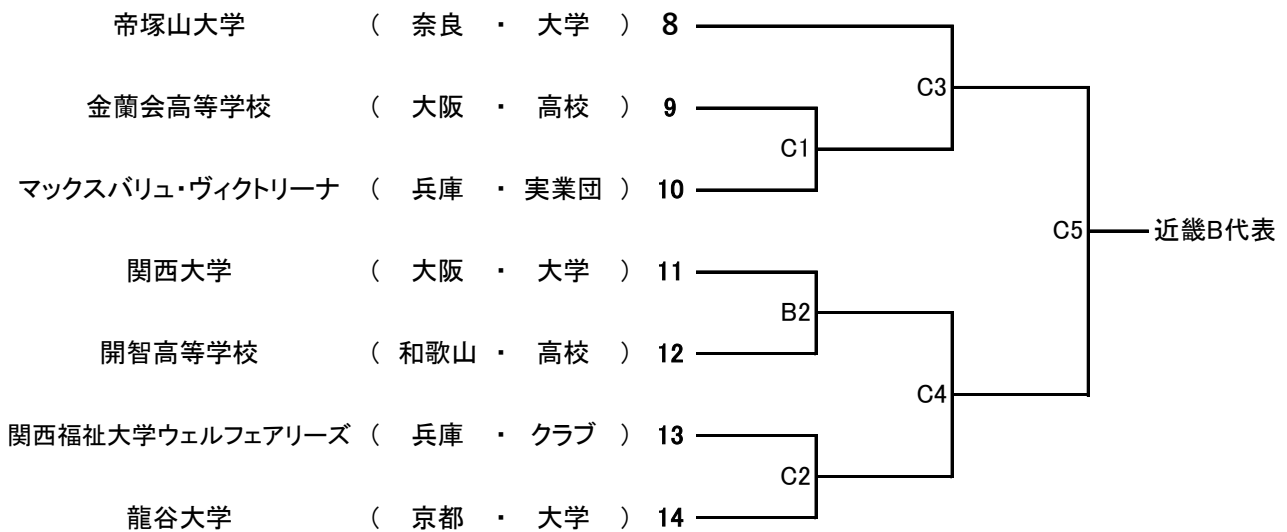 帝塚山大学 ( 奈良 ・ 大学 ) 8
C3
金蘭会高等学校 ( 大阪 ・ 高校 ) 9
C1
マックスバリュ・ヴィクトリーナ ( 兵庫 ・ 実業団 ) 10
C5 近畿B代表
関西大学 ( 大阪 ・ 大学 ) 11
B2
開智高等学校 ( 和歌山 ・ 高校 ) 12
C4
関西福祉大学ウェルフェアリーズ ( 兵庫 ・ クラブ ) 13
C2
龍谷大学 ( 京都 ・ 大学 ) 14